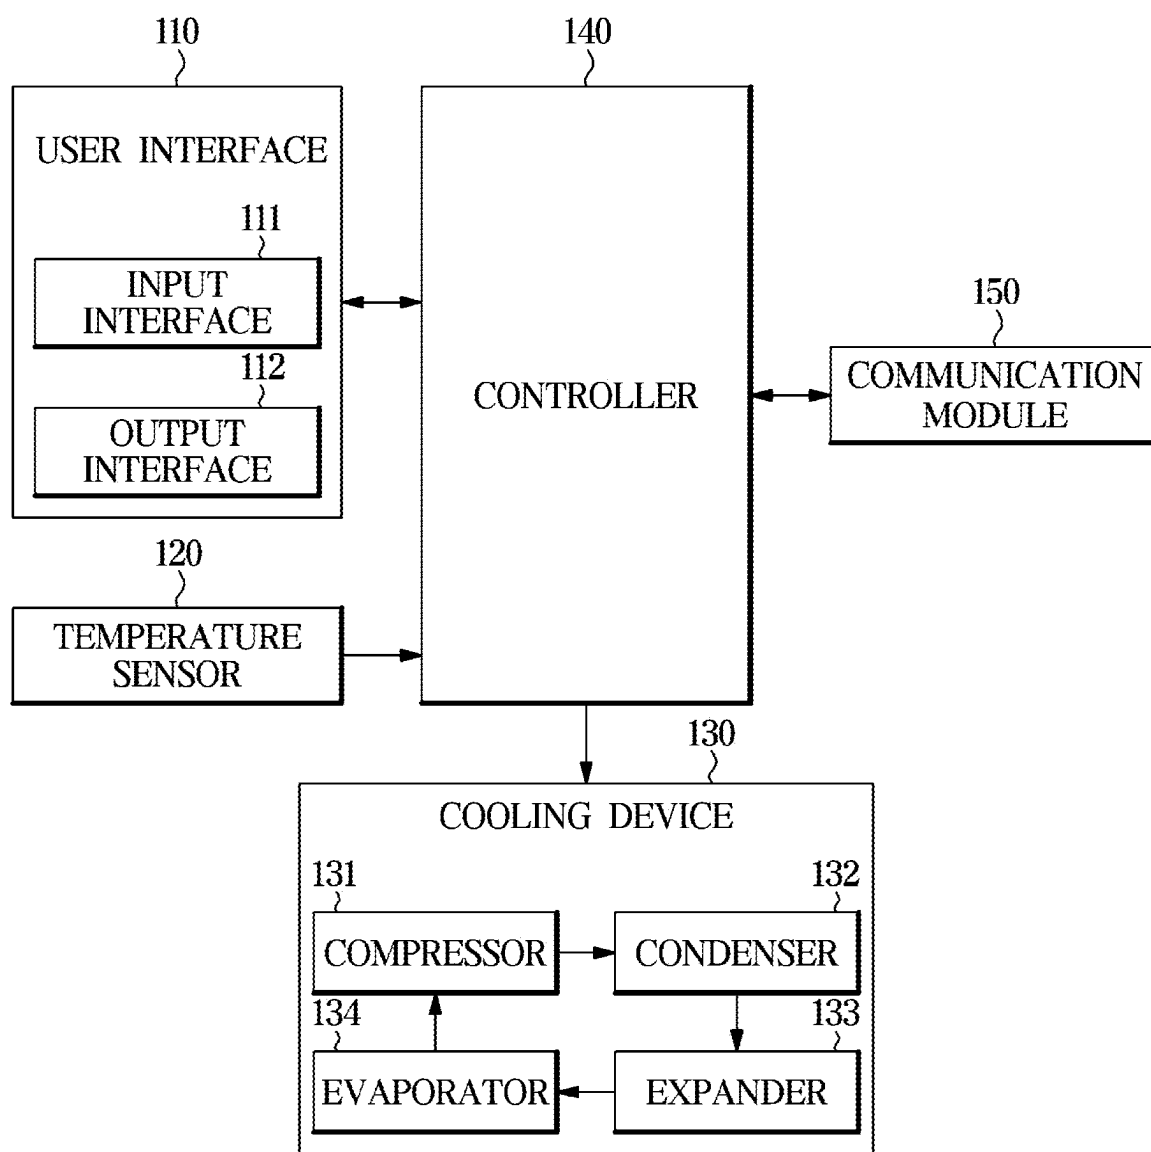 110
140
USER INTERFACE
111
INPUT
INTERFACE
112
OUTPUT
INTERFACE
CONTROLLER
150
COMMUNICATION
MODULE
120
TEMPERATURE
SENSOR
130
COOLING DEVICE
131
COMPRESSOR
132
CONDENSER
134
EVAPORATOR
133
EXPANDER